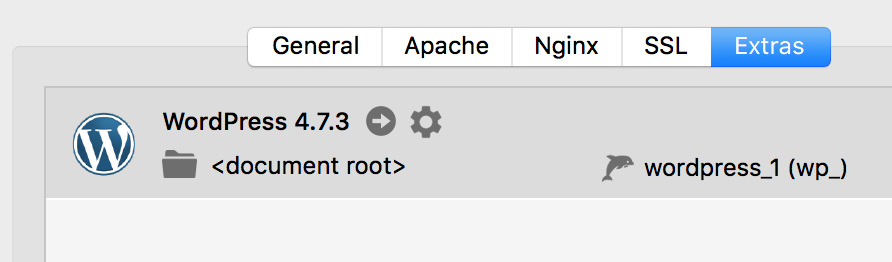 General Apache Nginx SSL Extras
WordPress 4.7.3
<document root> wordpress_1 (wp_)